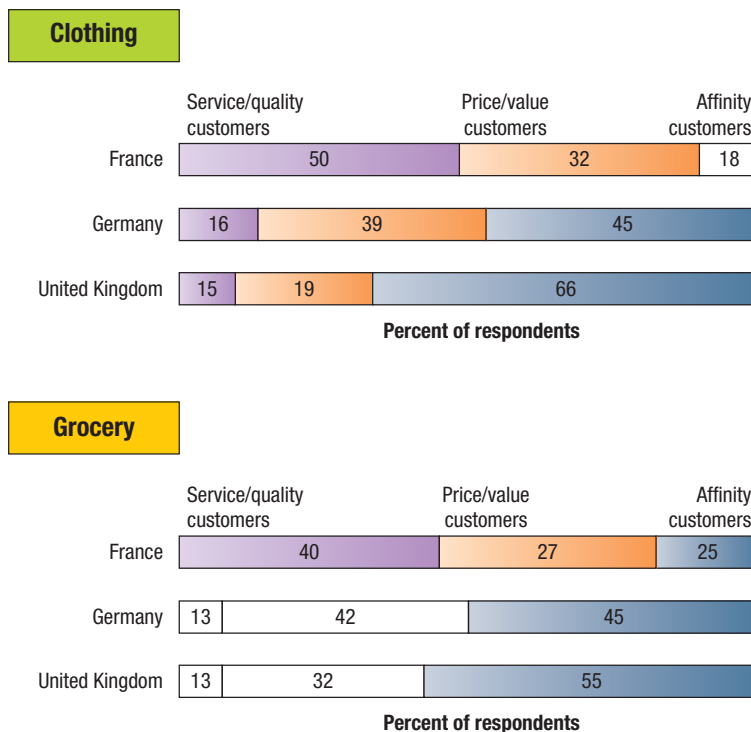 Clothing
Service/quality customers
Price/value customers
Affinity customers
France 50 32 18
Germany 16 39 45
United Kingdom 15 19 66
Percent of respondents
Grocery
Service/quality customers
Price/value customers
Affinity customers
France 40 27 25
Germany 13 42 45
United Kingdom 13 32 55
Percent of respondents